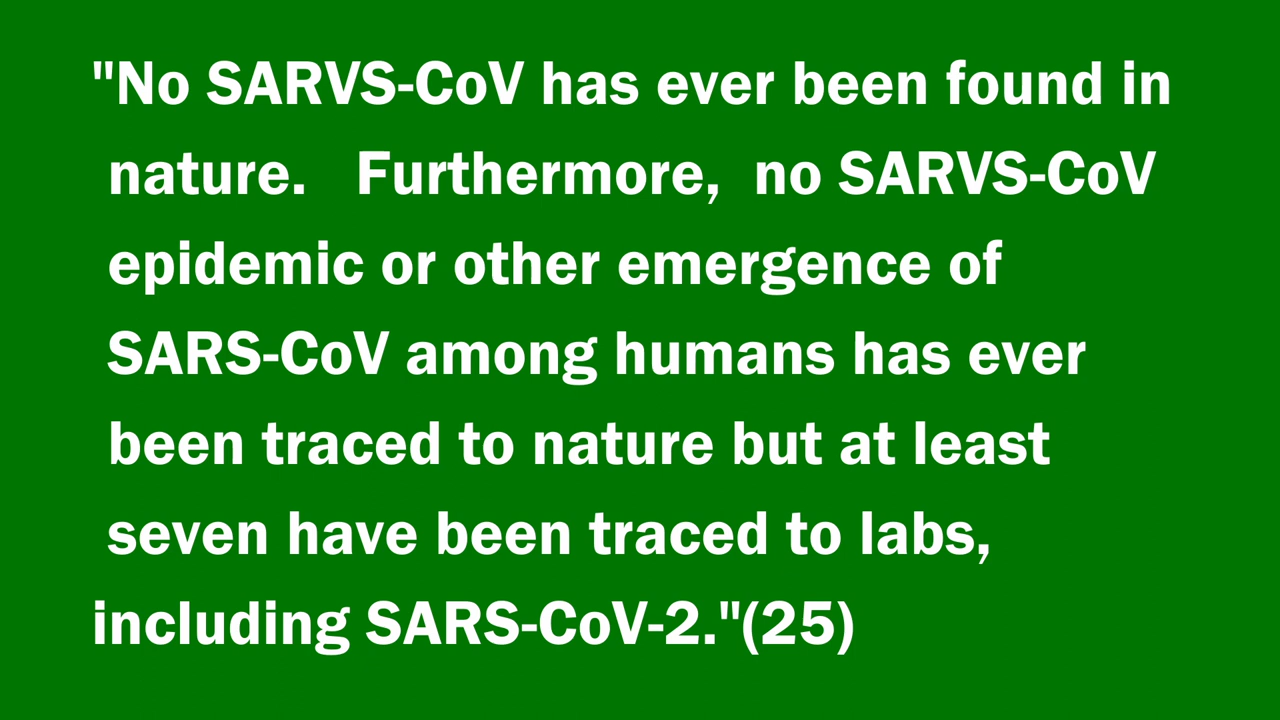 "No SARVS-CoV has ever been found in
nature. Furthermore, no SARVS-CoV
epidemic or other emergence of
SARS-CoV among humans has ever
been traced to nature but at least
seven have been traced to labs,
including SARS-CoV-2."(25)